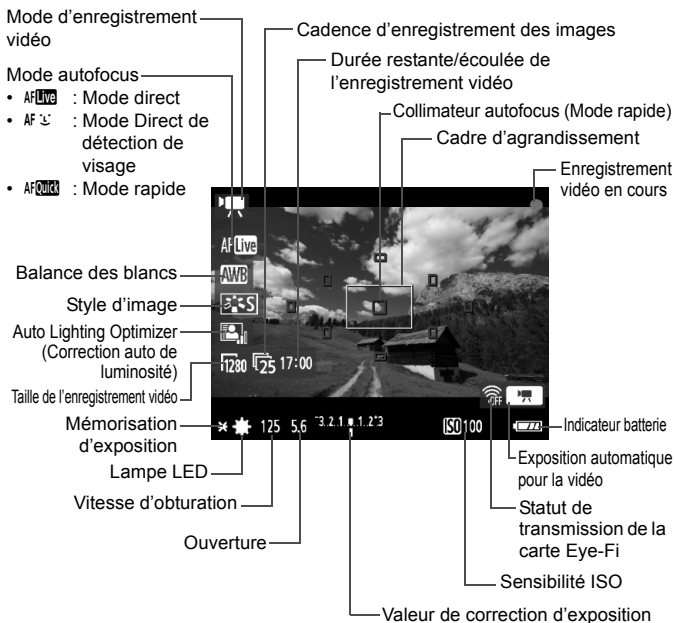 Mode d'enregistrement
vidéo
Cadence d'enregistrement des images
Durée restante/écoulée de
l'enregistrement vidéo
Mode autofocus
• AF Live : Mode direct
• AF : Mode Direct de
détection de
visage
• AF Quick : Mode rapide
Collimateur autofocus (Mode rapide)
Cadre d'agrandissement
Enregistrement
vidéo en cours
AF Live
Balance des blancs
AWB
Style d'image
S
Auto Lighting Optimizer
(Correction auto de
luminosité)
1280 25 17:00
Taille de l'enregistrement vidéo
OFF
Mémorisation
d'exposition
125 5.6 -3..2..1..0..1..2.+3 ISO 100
Indicateur batterie
Lampe LED
Exposition automatique
pour la vidéo
Vitesse d'obturation
Statut de
transmission de la
carte Eye-Fi
Ouverture
Sensibilité ISO
Valeur de correction d'exposition